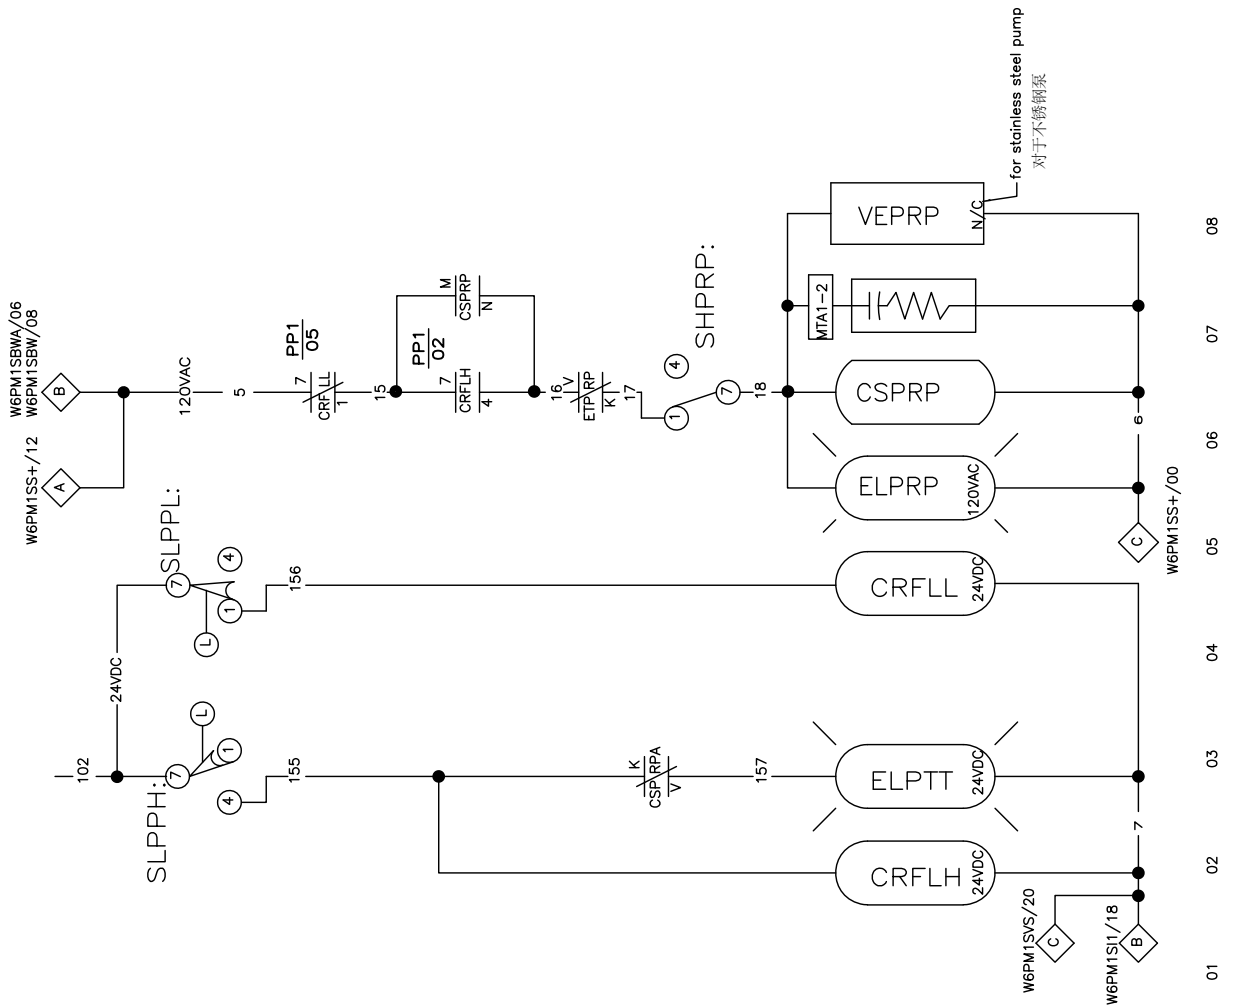 W6PM1SS+/12
A
W6PM1SBWA/06
W6PM1SBW/08
B
120VAC
5
PP1
05
7
CRFLL
1
15
PP1
02
7
CRFLH
4
M
CSPRP
N
16
V
ETPRP
K
17
1
4
7
SHPRP:
18
ELPRP
120VAC
CSPRP
MTA1-2
VEPRP
N/C
for stainless steel pump
对于不锈钢泵
6
C
W6PM1SS+/00
102
24VDC
SLPPH:
7
L
1
4
155
SLPPL:
7
L
1
4
156
K
CSPRPA
V
157
CRFLH
24VDC
ELPTT
24VDC
CRFLL
24VDC
7
W6PM1SVS/20
C
W6PM1SI1/18
B
01
02
03
04
05
06
07
08